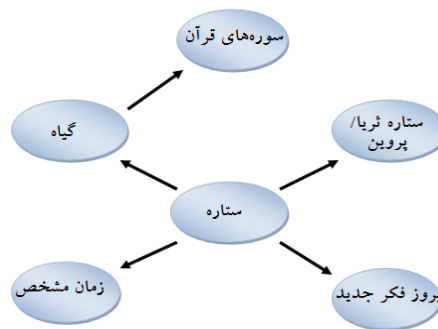 سوره‌های قرآن
گیاه
ستاره ثریا/
پروین
ستاره
زمان مشخص
بروز فکر جدید